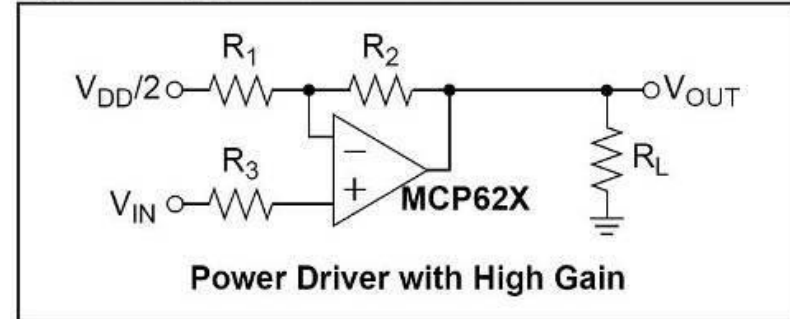 R1 R2
VDD/2 VOUT
R3 − RL
VIN + MCP62X
Power Driver with High Gain